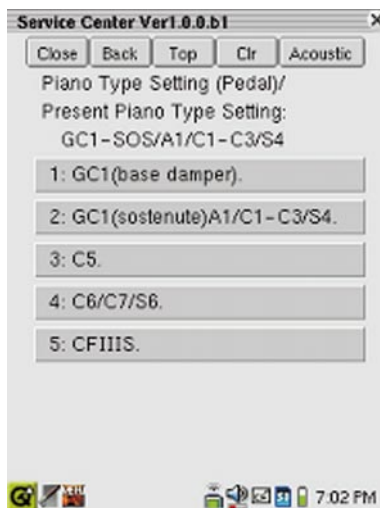 Service Center Ver1.0.0.b1
Close Back Top Clr Acoustic
Piano Type Setting (Pedal)/
Present Piano Type Setting:
GC1-SOS/A1/C1-C3/S4
1: GC1(base damper).
2: GC1(sostenute)A1/C1-C3/S4.
3: C5.
4: C6/C7/S6.
5: CFIIIS.
7:02 PM